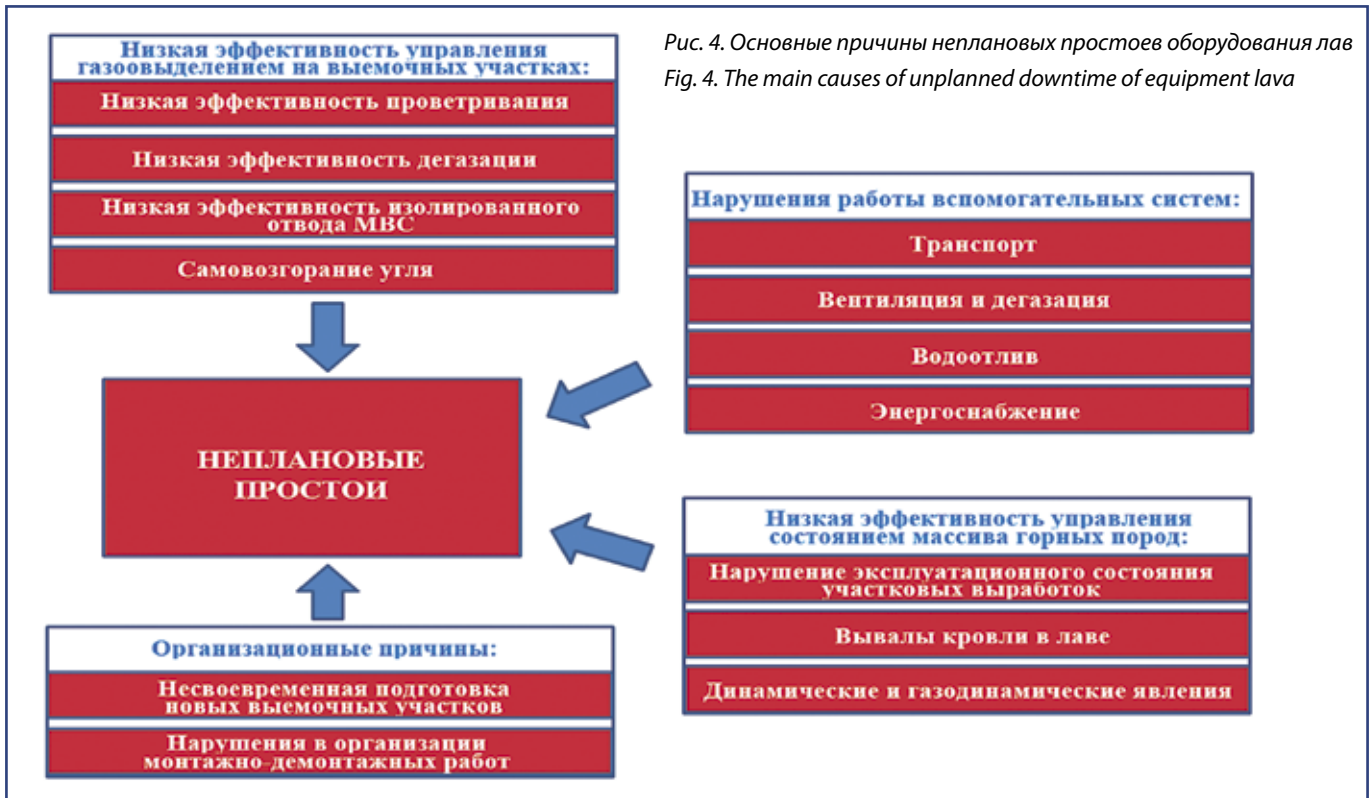 Низкая эффективность управления
газоовыделением на выемочных участках:
Низкая эффективность проветривания
Низкая эффективность дегазации
Низкая эффективность изолированного
отвода МВС
Самовозгорание угля
Рис. 4. Основные причины неплановых простоев оборудования лав
Fig. 4. The main causes of unplanned downtime of equipment lava
Нарушения работы вспомогательных систем:
Транспорт
Вентиляция и дегазация
Водоотлив
Энергоснабжение
НЕПЛАНОВЫЕ
ПРОСТОИ
Низкая эффективность управления
состоянием массива горных пород:
Нарушение эксплуатационного состояния
участковых выработок
Вывалы кровли в лаве
Динамические и газодинамические явления
Организационные причины:
Несвоевременная подготовка
новых выемочных участков
Нарушения в организации
монтажно-демонтажных работ